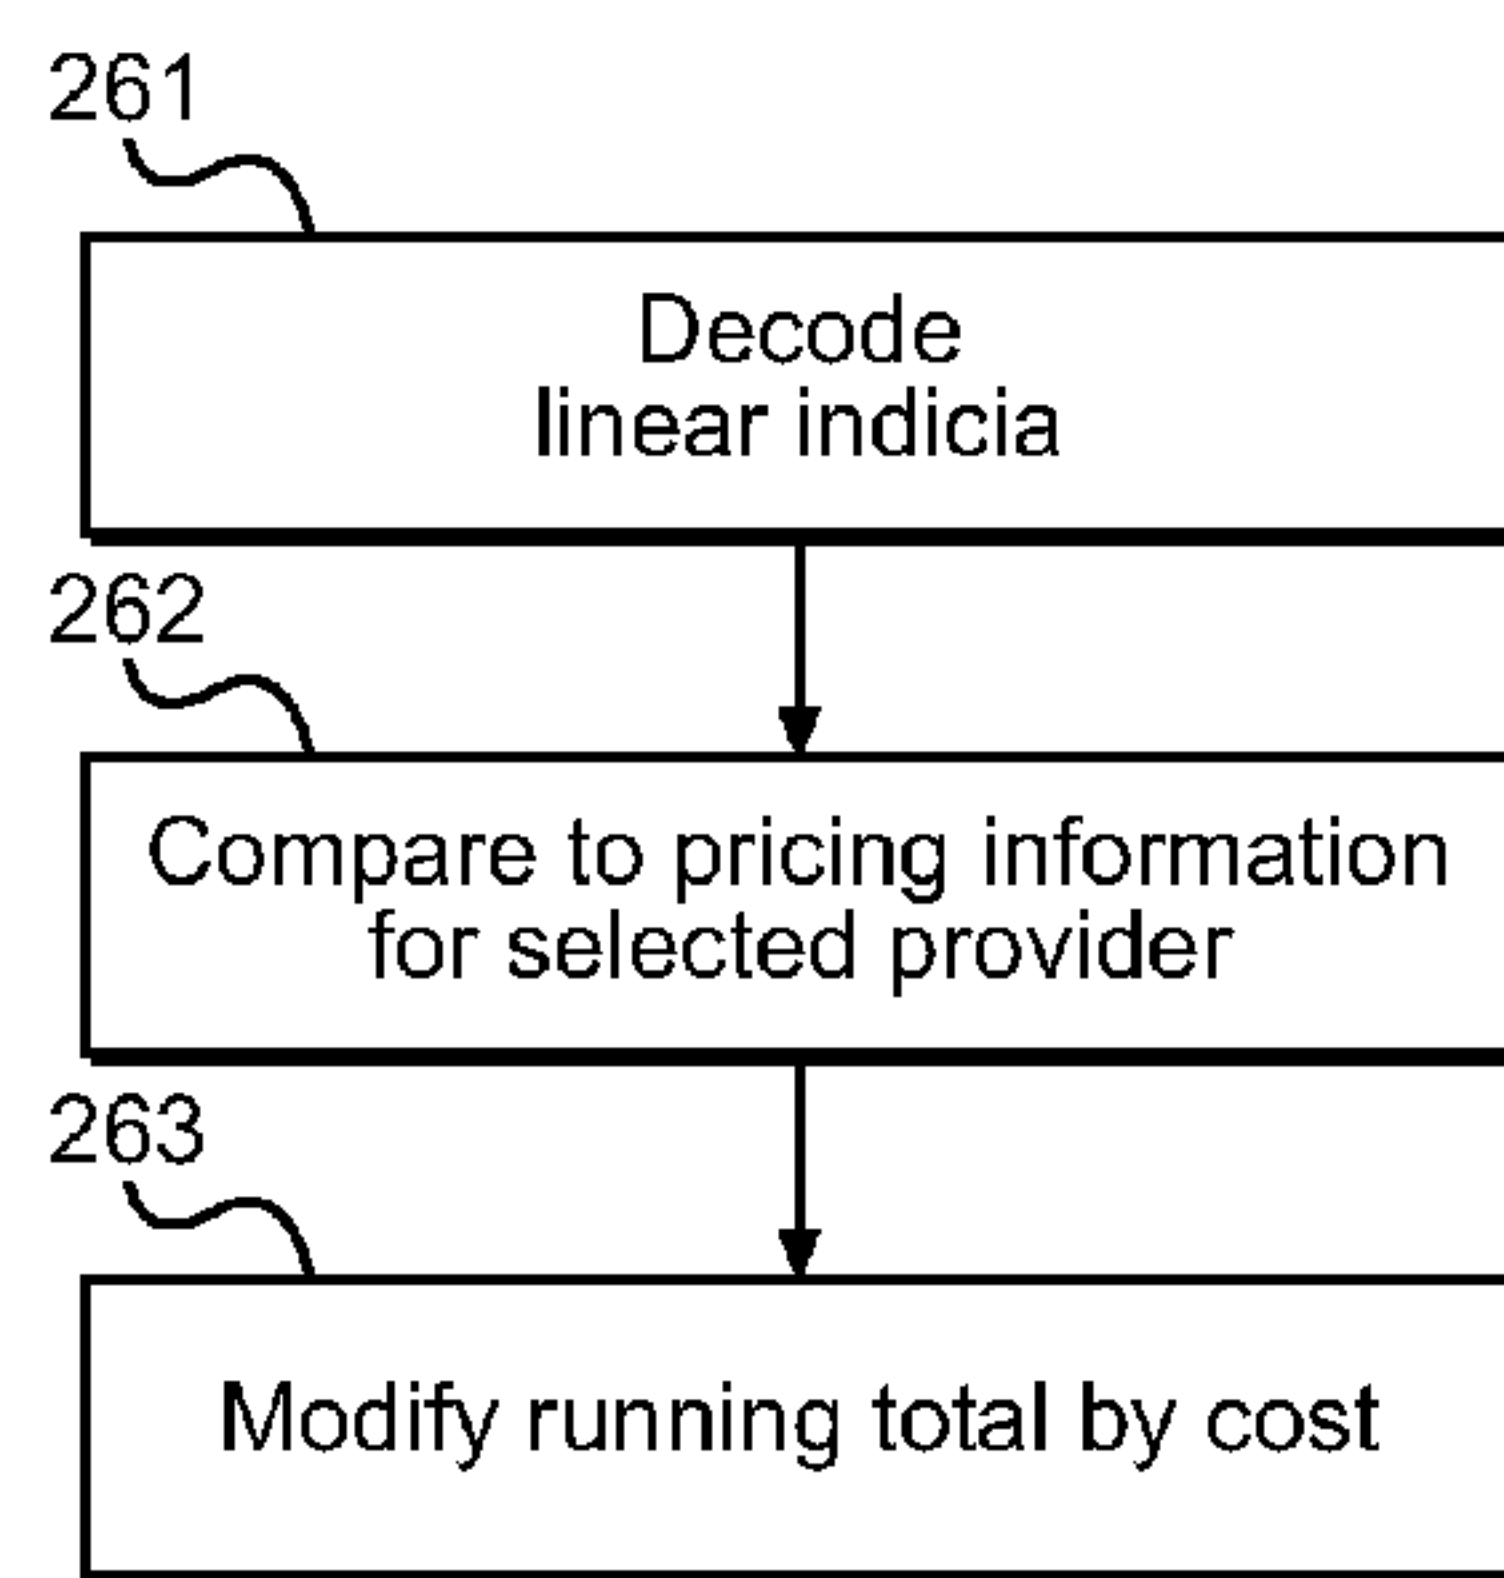 261
Decode
linear indicia
262
Compare to pricing information
for selected provider
263
Modify running total by cost